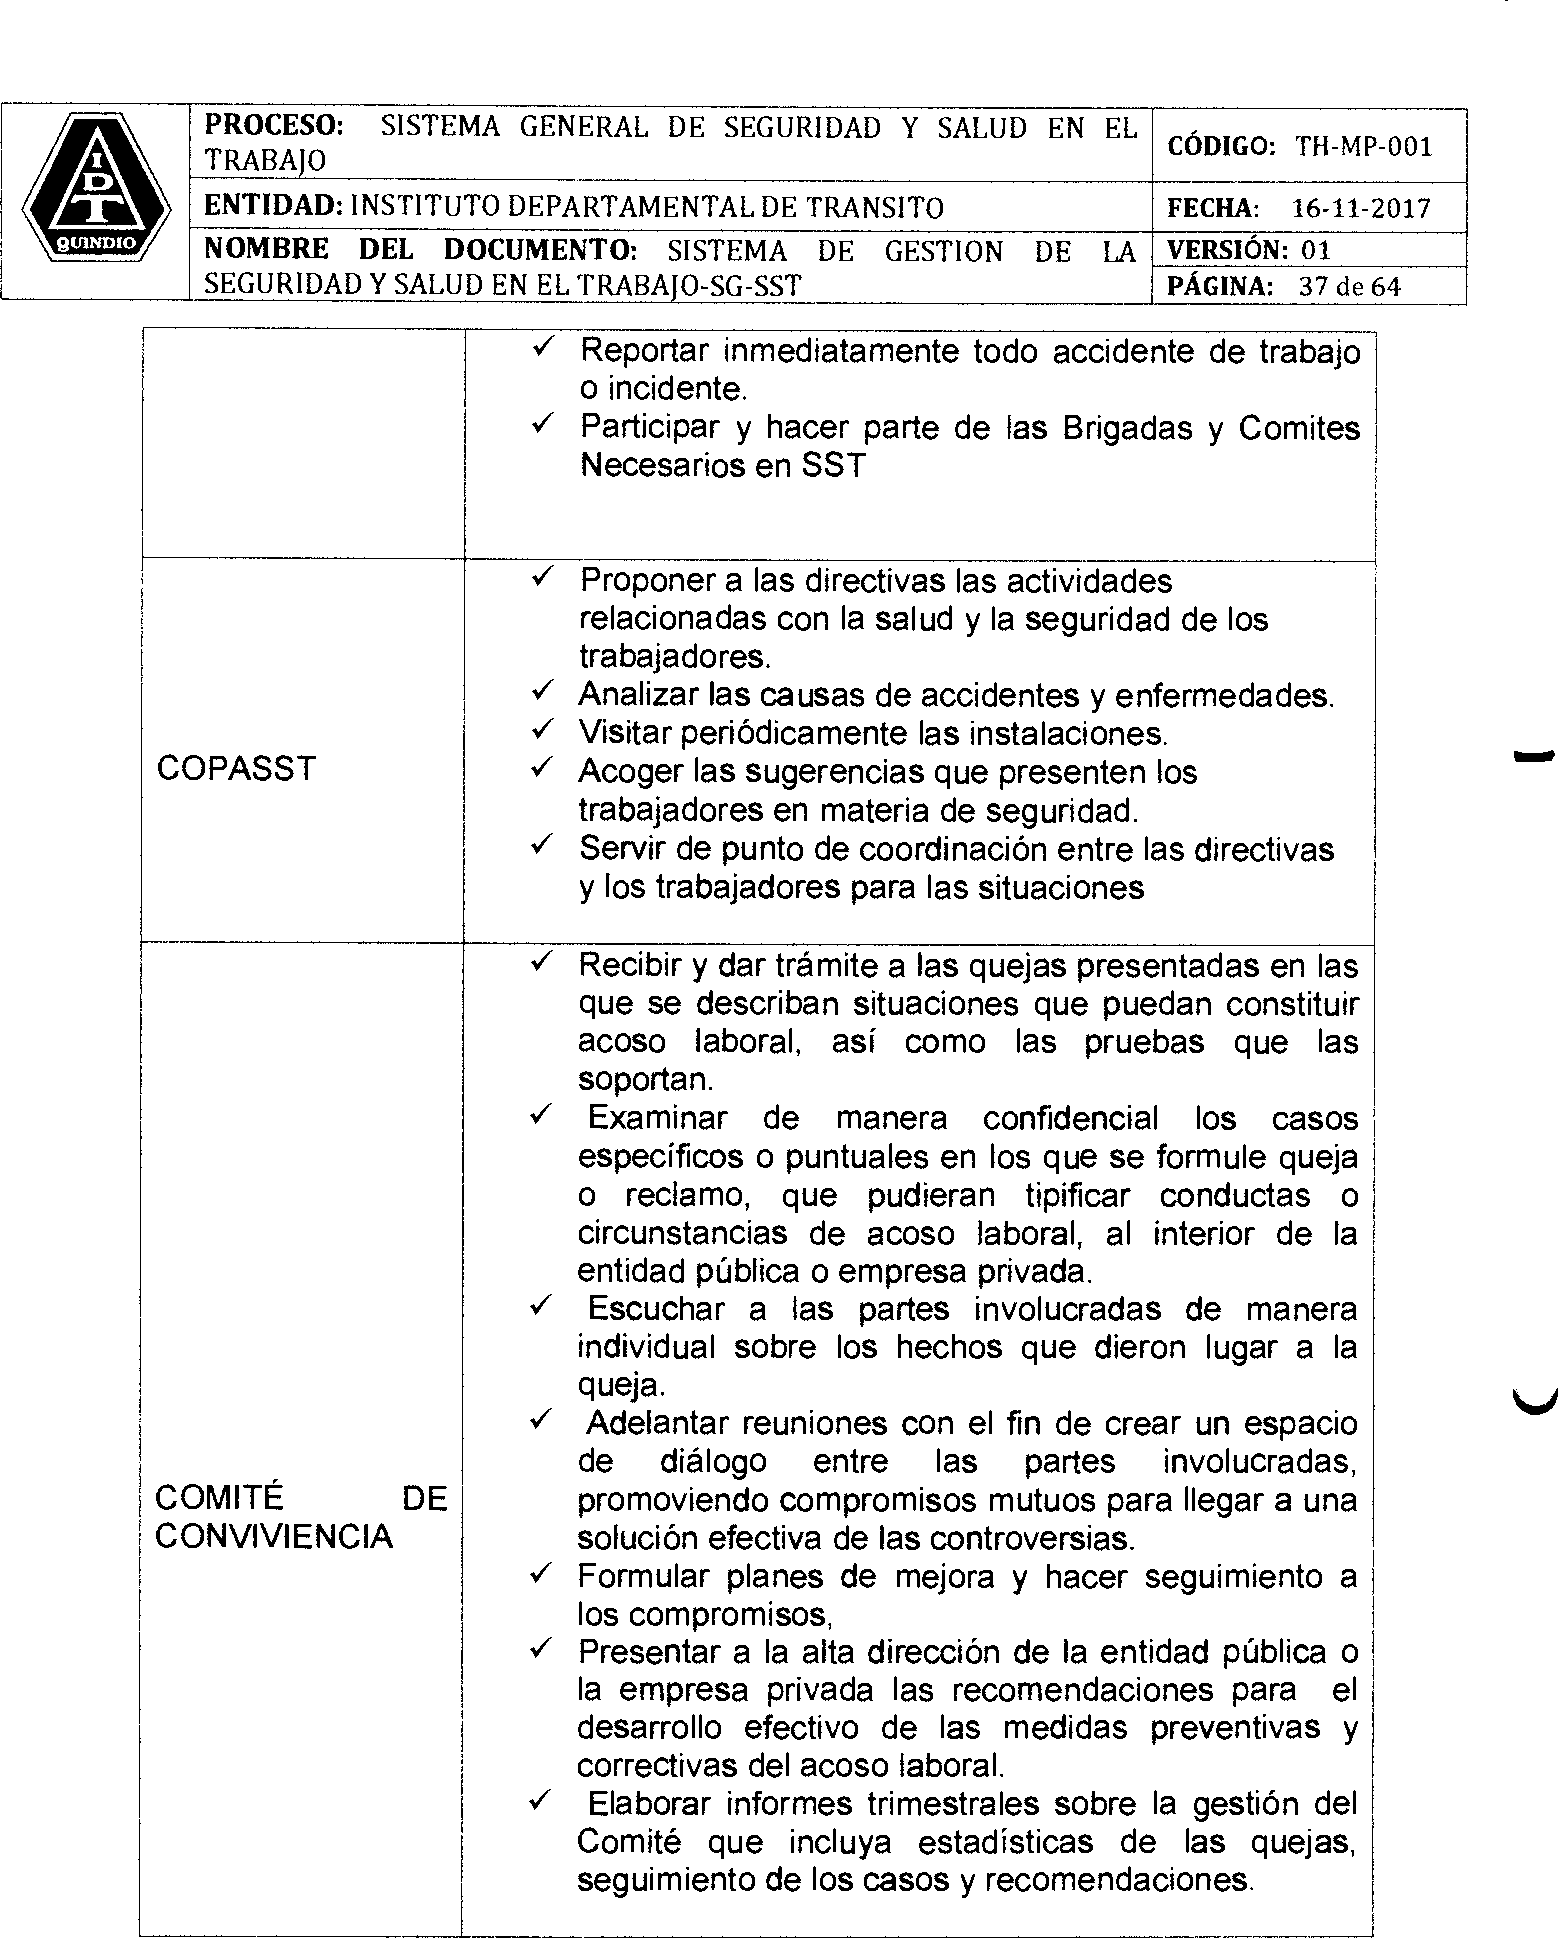 IDT
QUINDIO
PROCESO: SISTEMA GENERAL DE SEGURIDAD Y SALUD EN EL
TRABAJO
CÓDIGO: TH-MP-001
ENTIDAD: INSTITUTO DEPARTAMENTAL DE TRANSITO
FECHA: 16-11-2017
NOMBRE DEL DOCUMENTO: SISTEMA DE GESTION DE LA
SEGURIDAD Y SALUD EN EL TRABAJO-SG-SST
VERSIÓN: 01
PÁGINA: 37 de 64
✓ Reportar inmediatamente todo accidente de trabajo
o incidente.
✓ Participar y hacer parte de las Brigadas y Comites
Necesarios en SST
COPASST
✓ Proponer a las directivas las actividades
relacionadas con la salud y la seguridad de los
trabajadores.
✓ Analizar las causas de accidentes y enfermedades.
✓ Visitar periódicamente las instalaciones.
✓ Acoger las sugerencias que presenten los
trabajadores en materia de seguridad.
✓ Servir de punto de coordinación entre las directivas
y los trabajadores para las situaciones
COMITÉ DE
CONVIVIENCIA
✓ Recibir y dar trámite a las quejas presentadas en las
que se describan situaciones que puedan constituir
acoso laboral, así como las pruebas que las
soportan.
✓ Examinar de manera confidencial los casos
específicos o puntuales en los que se formule queja
o reclamo, que pudieran tipificar conductas o
circunstancias de acoso laboral, al interior de la
entidad pública o empresa privada.
✓ Escuchar a las partes involucradas de manera
individual sobre los hechos que dieron lugar a la
queja.
✓ Adelantar reuniones con el fin de crear un espacio
de diálogo entre las partes involucradas,
promoviendo compromisos mutuos para llegar a una
solución efectiva de las controversias.
✓ Formular planes de mejora y hacer seguimiento a
los compromisos,
✓ Presentar a la alta dirección de la entidad pública o
la empresa privada las recomendaciones para el
desarrollo efectivo de las medidas preventivas y
correctivas del acoso laboral.
✓ Elaborar informes trimestrales sobre la gestión del
Comité que incluya estadísticas de las quejas,
seguimiento de los casos y recomendaciones.